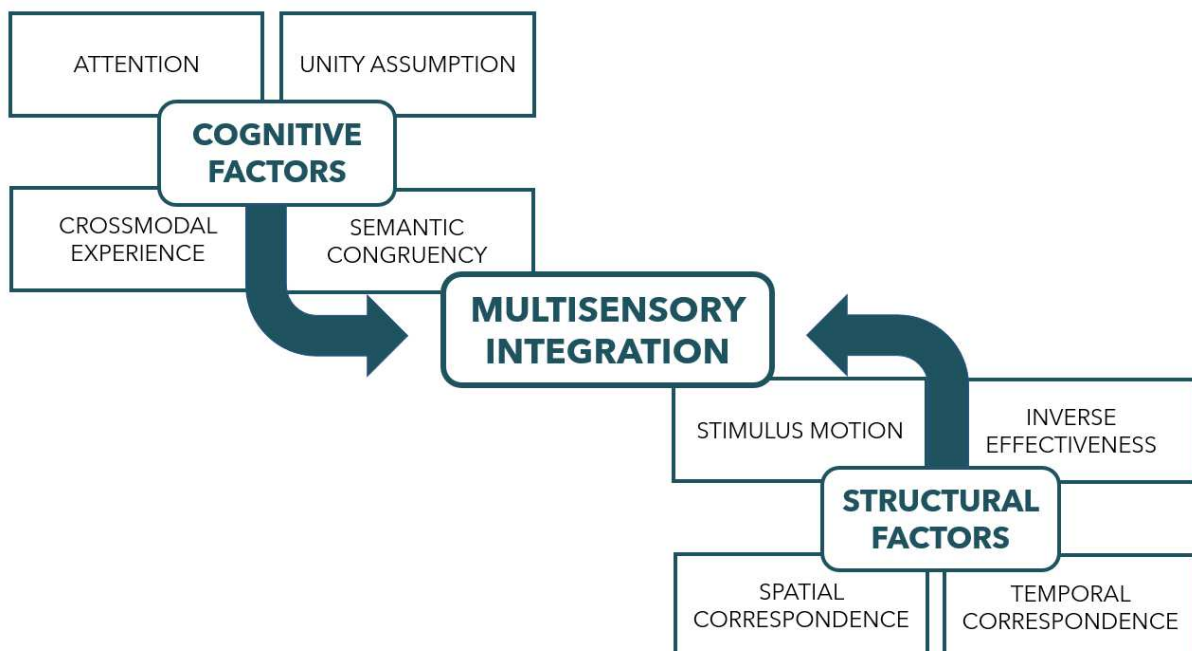 ATTENTION
UNITY ASSUMPTION
COGNITIVE
FACTORS
CROSSMODAL
EXPERIENCE
SEMANTIC
CONGRUENCY
MULTISENSORY
INTEGRATION
STIMULUS MOTION
INVERSE
EFFECTIVENESS
STRUCTURAL
FACTORS
SPATIAL
CORRESPONDENCE
TEMPORAL
CORRESPONDENCE